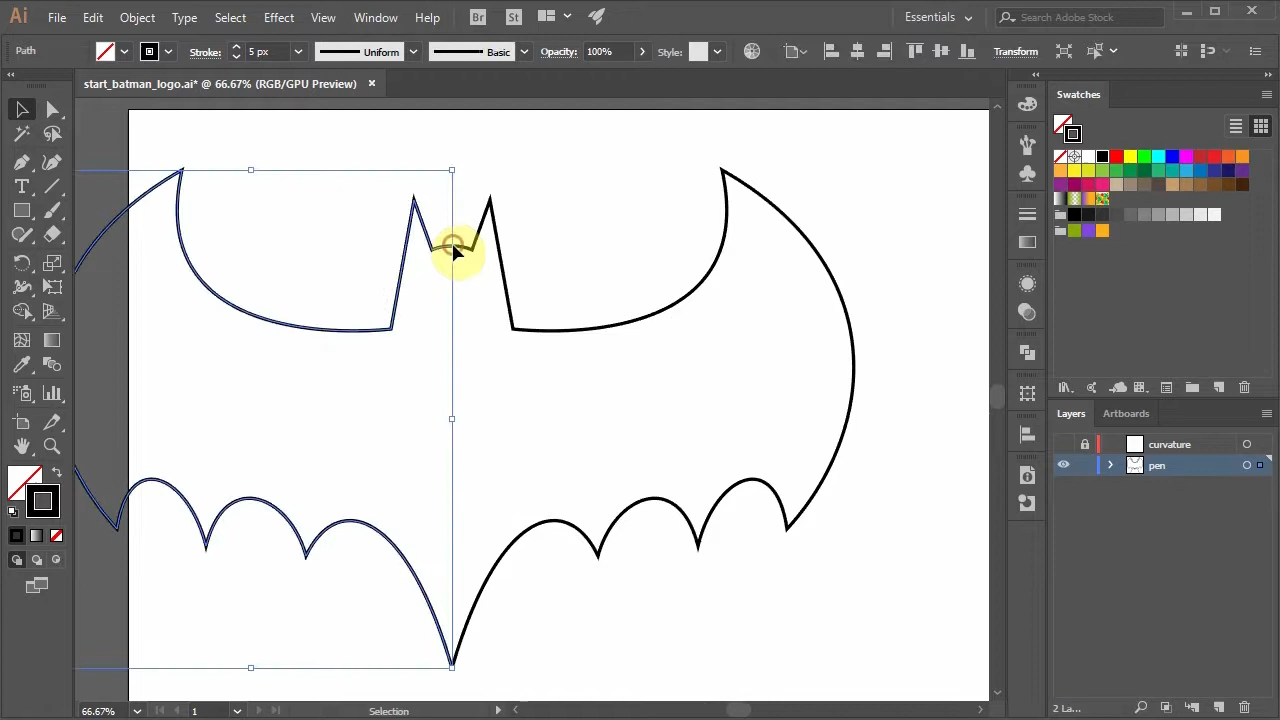 Ai File Edit Object Type Select Effect View Window Help Br St Essentials Search Adobe Stock
Path Stroke: 5 px Uniform Basic Opacity: 100% Style: Transform
start_batman_logo.ai* @ 66.67% (RGB/GPU Preview)
Swatches
Layers Artboards
curvature
pen
66.67% 1 Selection 2 La...